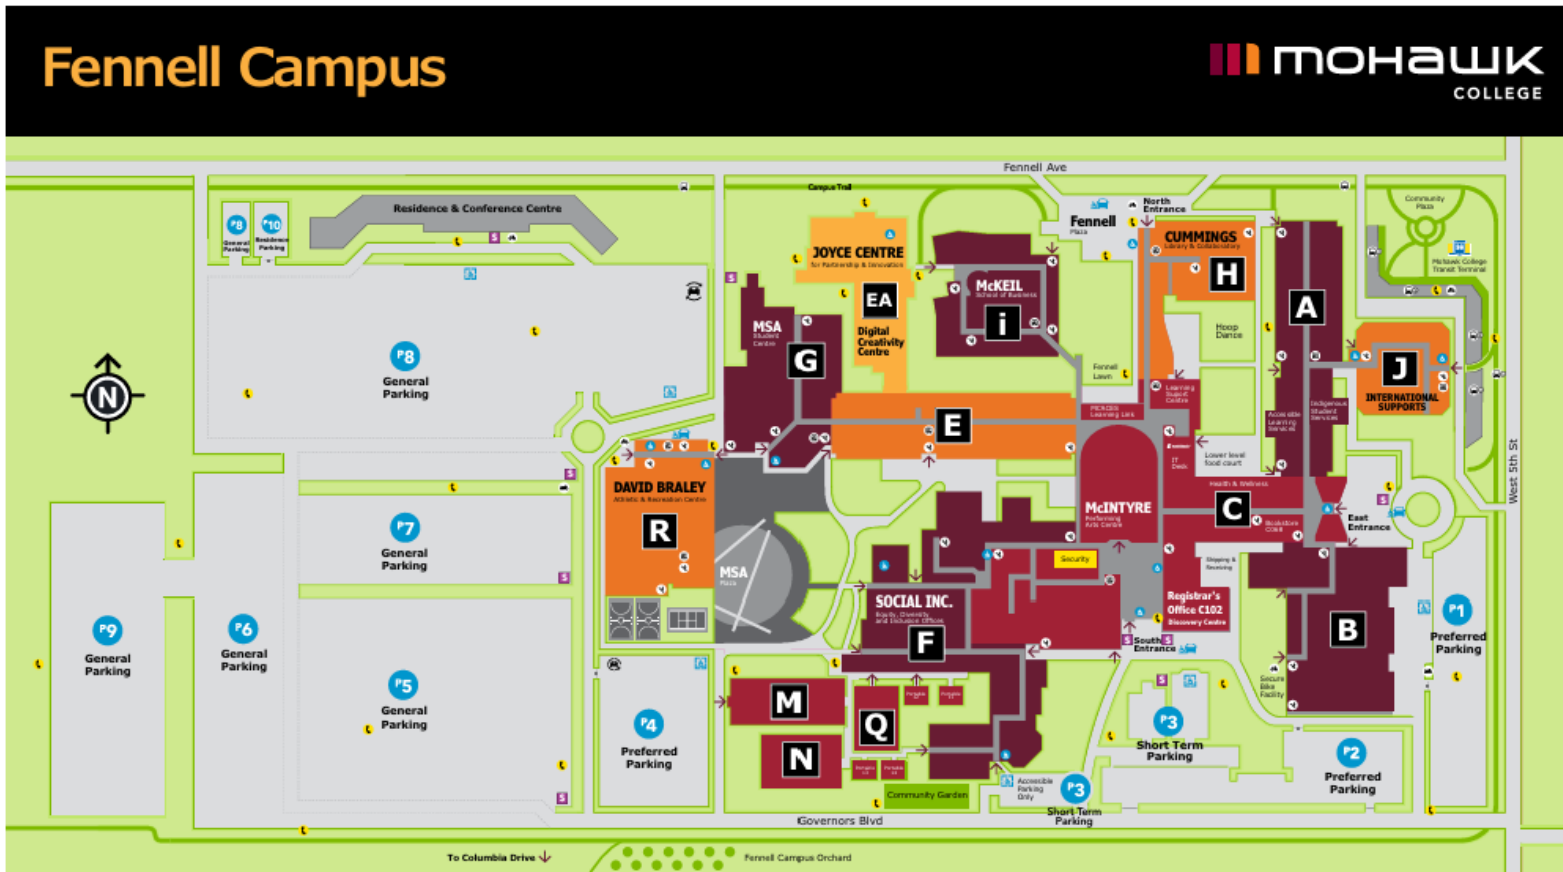 Fennell Campus
mohawk
COLLEGE
Fennell Ave
Campus Trail
Residence & Conference Centre
P8
General
Parking
P10
Residence
Parking
JOYCE CENTRE
for Partnership & Innovation
EA
Digital
Creativity
Centre
Fennell
Plaza
North
Entrance
CUMMINGS
Library & Collaboratory
H
Community
Plaza
Mohawk College
Transit Terminal
McKEIL
School of Business
i
A
MSA
Student
Centre
G
Hoop
Dance
J
INTERNATIONAL
SUPPORTS
N
P8
General
Parking
Fennell
Lawn
Learning
Support
Centre
Learning Link
Accessible
Learning
Services
Indigenous
Student
Services
E
IT
Desk
Lower level
food court
West 5th St
DAVID BRALEY
Athletic & Recreation Centre
R
McINTYRE
Performing
Arts Centre
Health & Wellness
C
Bookstore
C068
East
Entrance
P7
General
Parking
MSA
Plaza
Security
Shipping &
Receiving
SOCIAL INC.
Equity, Diversity
and Inclusion Offices
F
Registrar's
Office C102
Discovery Centre
B
P1
Preferred
Parking
P9
General
Parking
P6
General
Parking
South
Entrance
P5
General
Parking
M
N
Q
P4
Preferred
Parking
Secure
Bike
Facility
P3
Short Term
Parking
P2
Preferred
Parking
Community Garden
Accessible
Parking
Only
P3
Short Term
Parking
Governors Blvd
To Columbia Drive
Fennell Campus Orchard